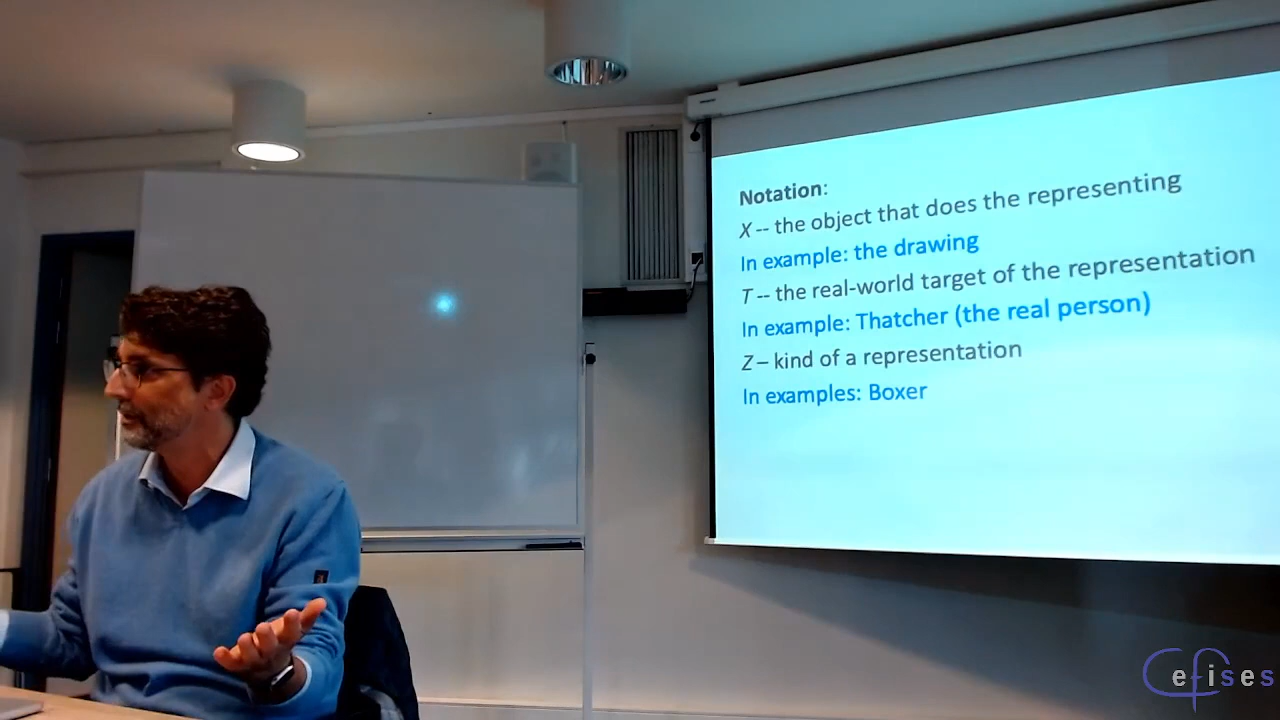 Notation:
X -- the object that does the representing
In example: the drawing
T -- the real-world target of the representation
In example: Thatcher (the real person)
Z – kind of a representation
In examples: Boxer
Cefises